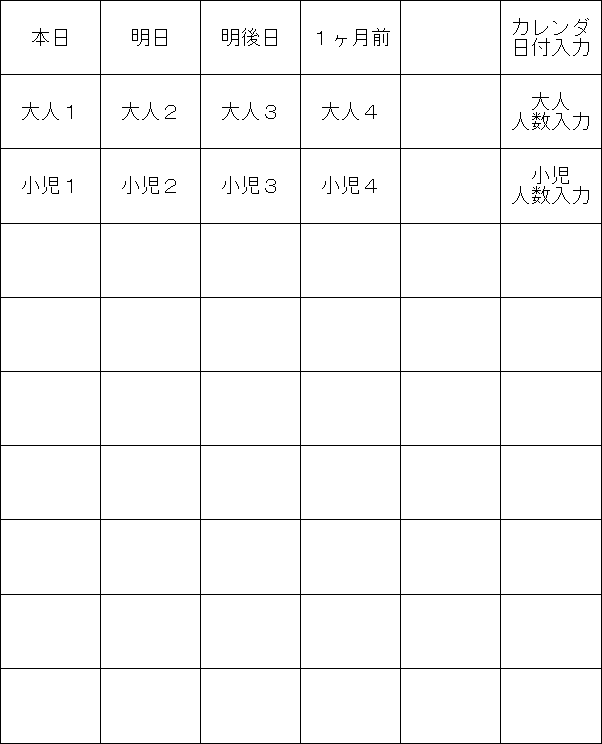 本日 明日 明後日 １ヶ月前 カレンダ
日付入力
大人１ 大人２ 大人３ 大人４ 大人
人数入力
小児１ 小児２ 小児３ 小児４ 小児
人数入力